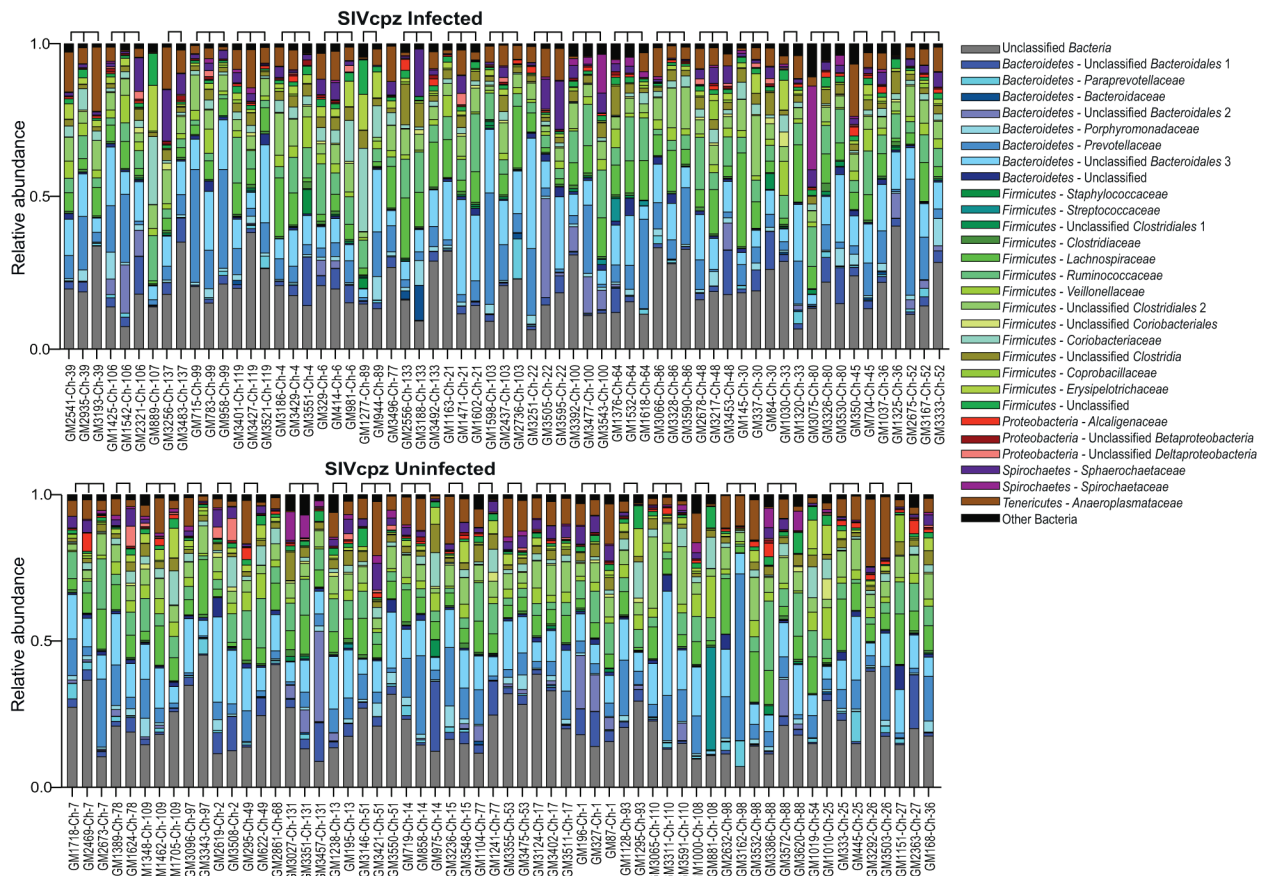 SIVcpz Infected
1.0
0.5
0.0
Relative abundance
GM2541-Ch-39
GM2935-Ch-39
GM3193-Ch-39
GM1425-Ch-106
GM1542-Ch-106
GM2321-Ch-106
GM889-Ch-107
GM3256-Ch-137
GM3483-Ch-137
GM715-Ch-99
GM783-Ch-99
GM958-Ch-99
GM3401-Ch-119
GM3427-Ch-119
GM3521-Ch-119
GM3186-Ch-4
GM3429-Ch-4
GM3551-Ch-4
GM329-Ch-6
GM414-Ch-6
GM381-Ch-6
GM1277-Ch-89
GM944-Ch-89
GM3496-Ch-77
GM2556-Ch-133
GM3188-Ch-133
GM3492-Ch-133
GM1163-Ch-21
GM1471-Ch-21
GM1602-Ch-21
GM1598-Ch-103
GM2467-Ch-103
GM2736-Ch-103
GM3251-Ch-22
GM3505-Ch-22
GM3595-Ch-22
GM3392-Ch-100
GM3477-Ch-100
GM3543-Ch-100
GM1376-Ch-64
GM1532-Ch-64
GM1618-Ch-64
GM3066-Ch-86
GM3328-Ch-86
GM3590-Ch-86
GM2678-Ch-48
GM3217-Ch-48
GM3453-Ch-48
GM145-Ch-30
GM337-Ch-30
GM84-Ch-30
GM1030-Ch-33
GM1320-Ch-33
GM3075-Ch-80
GM3326-Ch-80
GM3530-Ch-80
GM350-Ch-45
GM704-Ch-45
GM1037-Ch-36
GM1325-Ch-36
GM2675-Ch-52
GM3167-Ch-52
GM3333-Ch-52
SIVcpz Uninfected
1.0
0.5
0.0
Relative abundance
GM1718-Ch-7
GM2469-Ch-7
GM2673-Ch-7
GM1389-Ch-78
GM1624-Ch-78
M1348-Ch-109
M1462-Ch-109
M1705-Ch-109
GM3096-Ch-97
GM3343-Ch-97
GM2619-Ch-2
GM3508-Ch-2
GM295-Ch-49
GM622-Ch-49
GM2861-Ch-68
GM3027-Ch-131
GM3351-Ch-131
GM3457-Ch-131
GM1238-Ch-13
GM195-Ch-13
GM3146-Ch-51
GM3421-Ch-51
GM3550-Ch-51
GM719-Ch-14
GM858-Ch-14
GM975-Ch-14
GM3236-Ch-15
GM3548-Ch-15
GM1104-Ch-77
GM1241-Ch-77
GM3355-Ch-53
GM3475-Ch-53
GM3124-Ch-17
GM3402-Ch-17
GM3511-Ch-17
GM196-Ch-1
GM327-Ch-1
GM87-Ch-1
GM1286-Ch-93
GM1295-Ch-93
GM3065-Ch-110
GM3311-Ch-110
GM3591-Ch-110
M1000-Ch-108
GM881-Ch-108
GM2632-Ch-98
GM3162-Ch-98
GM3532-Ch-98
GM3386-Ch-88
GM3572-Ch-88
GM3620-Ch-88
GM1019-Ch-54
GM1010-Ch-25
GM333-Ch-25
GM445-Ch-25
GM3292-Ch-26
GM3503-Ch-26
GM1151-Ch-27
GM2363-Ch-27
GM168-Ch-36
Unclassified Bacteria
Bacteroidetes - Unclassified Bacteroidales 1
Bacteroidetes - Paraprevotellaceae
Bacteroidetes - Bacteroidaceae
Bacteroidetes - Unclassified Bacteroidales 2
Bacteroidetes - Porphyromonadaceae
Bacteroidetes - Prevotellaceae
Bacteroidetes - Unclassified Bacteroidales 3
Bacteroidetes - Unclassified
Firmicutes - Staphylococcaceae
Firmicutes - Streptococcaceae
Firmicutes - Unclassified Clostridiales 1
Firmicutes - Clostridiaceae
Firmicutes - Lachnospiraceae
Firmicutes - Ruminococcaceae
Firmicutes - Veillonellaceae
Firmicutes - Unclassified Clostridiales 2
Firmicutes - Unclassified Coriobacteriales
Firmicutes - Coriobacteriaceae
Firmicutes - Unclassified Clostridia
Firmicutes - Coprobacillaceae
Firmicutes - Erysipelotrichaceae
Firmicutes - Unclassified
Proteobacteria - Alcaligenaceae
Proteobacteria - Unclassified Betaproteobacteria
Proteobacteria - Unclassified Deltaproteobacteria
Spirochaetes - Sphaerochaetaceae
Spirochaetes - Spirochaetaceae
Tenericutes - Anaeroplasmataceae
Other Bacteria